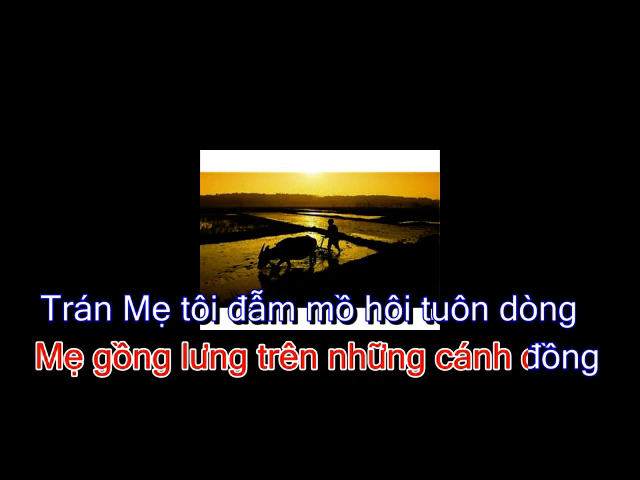 Trán Mẹ tôi đẫm mồ hôi tuôn dòng
Mẹ gồng lưng trên những cánh đồng